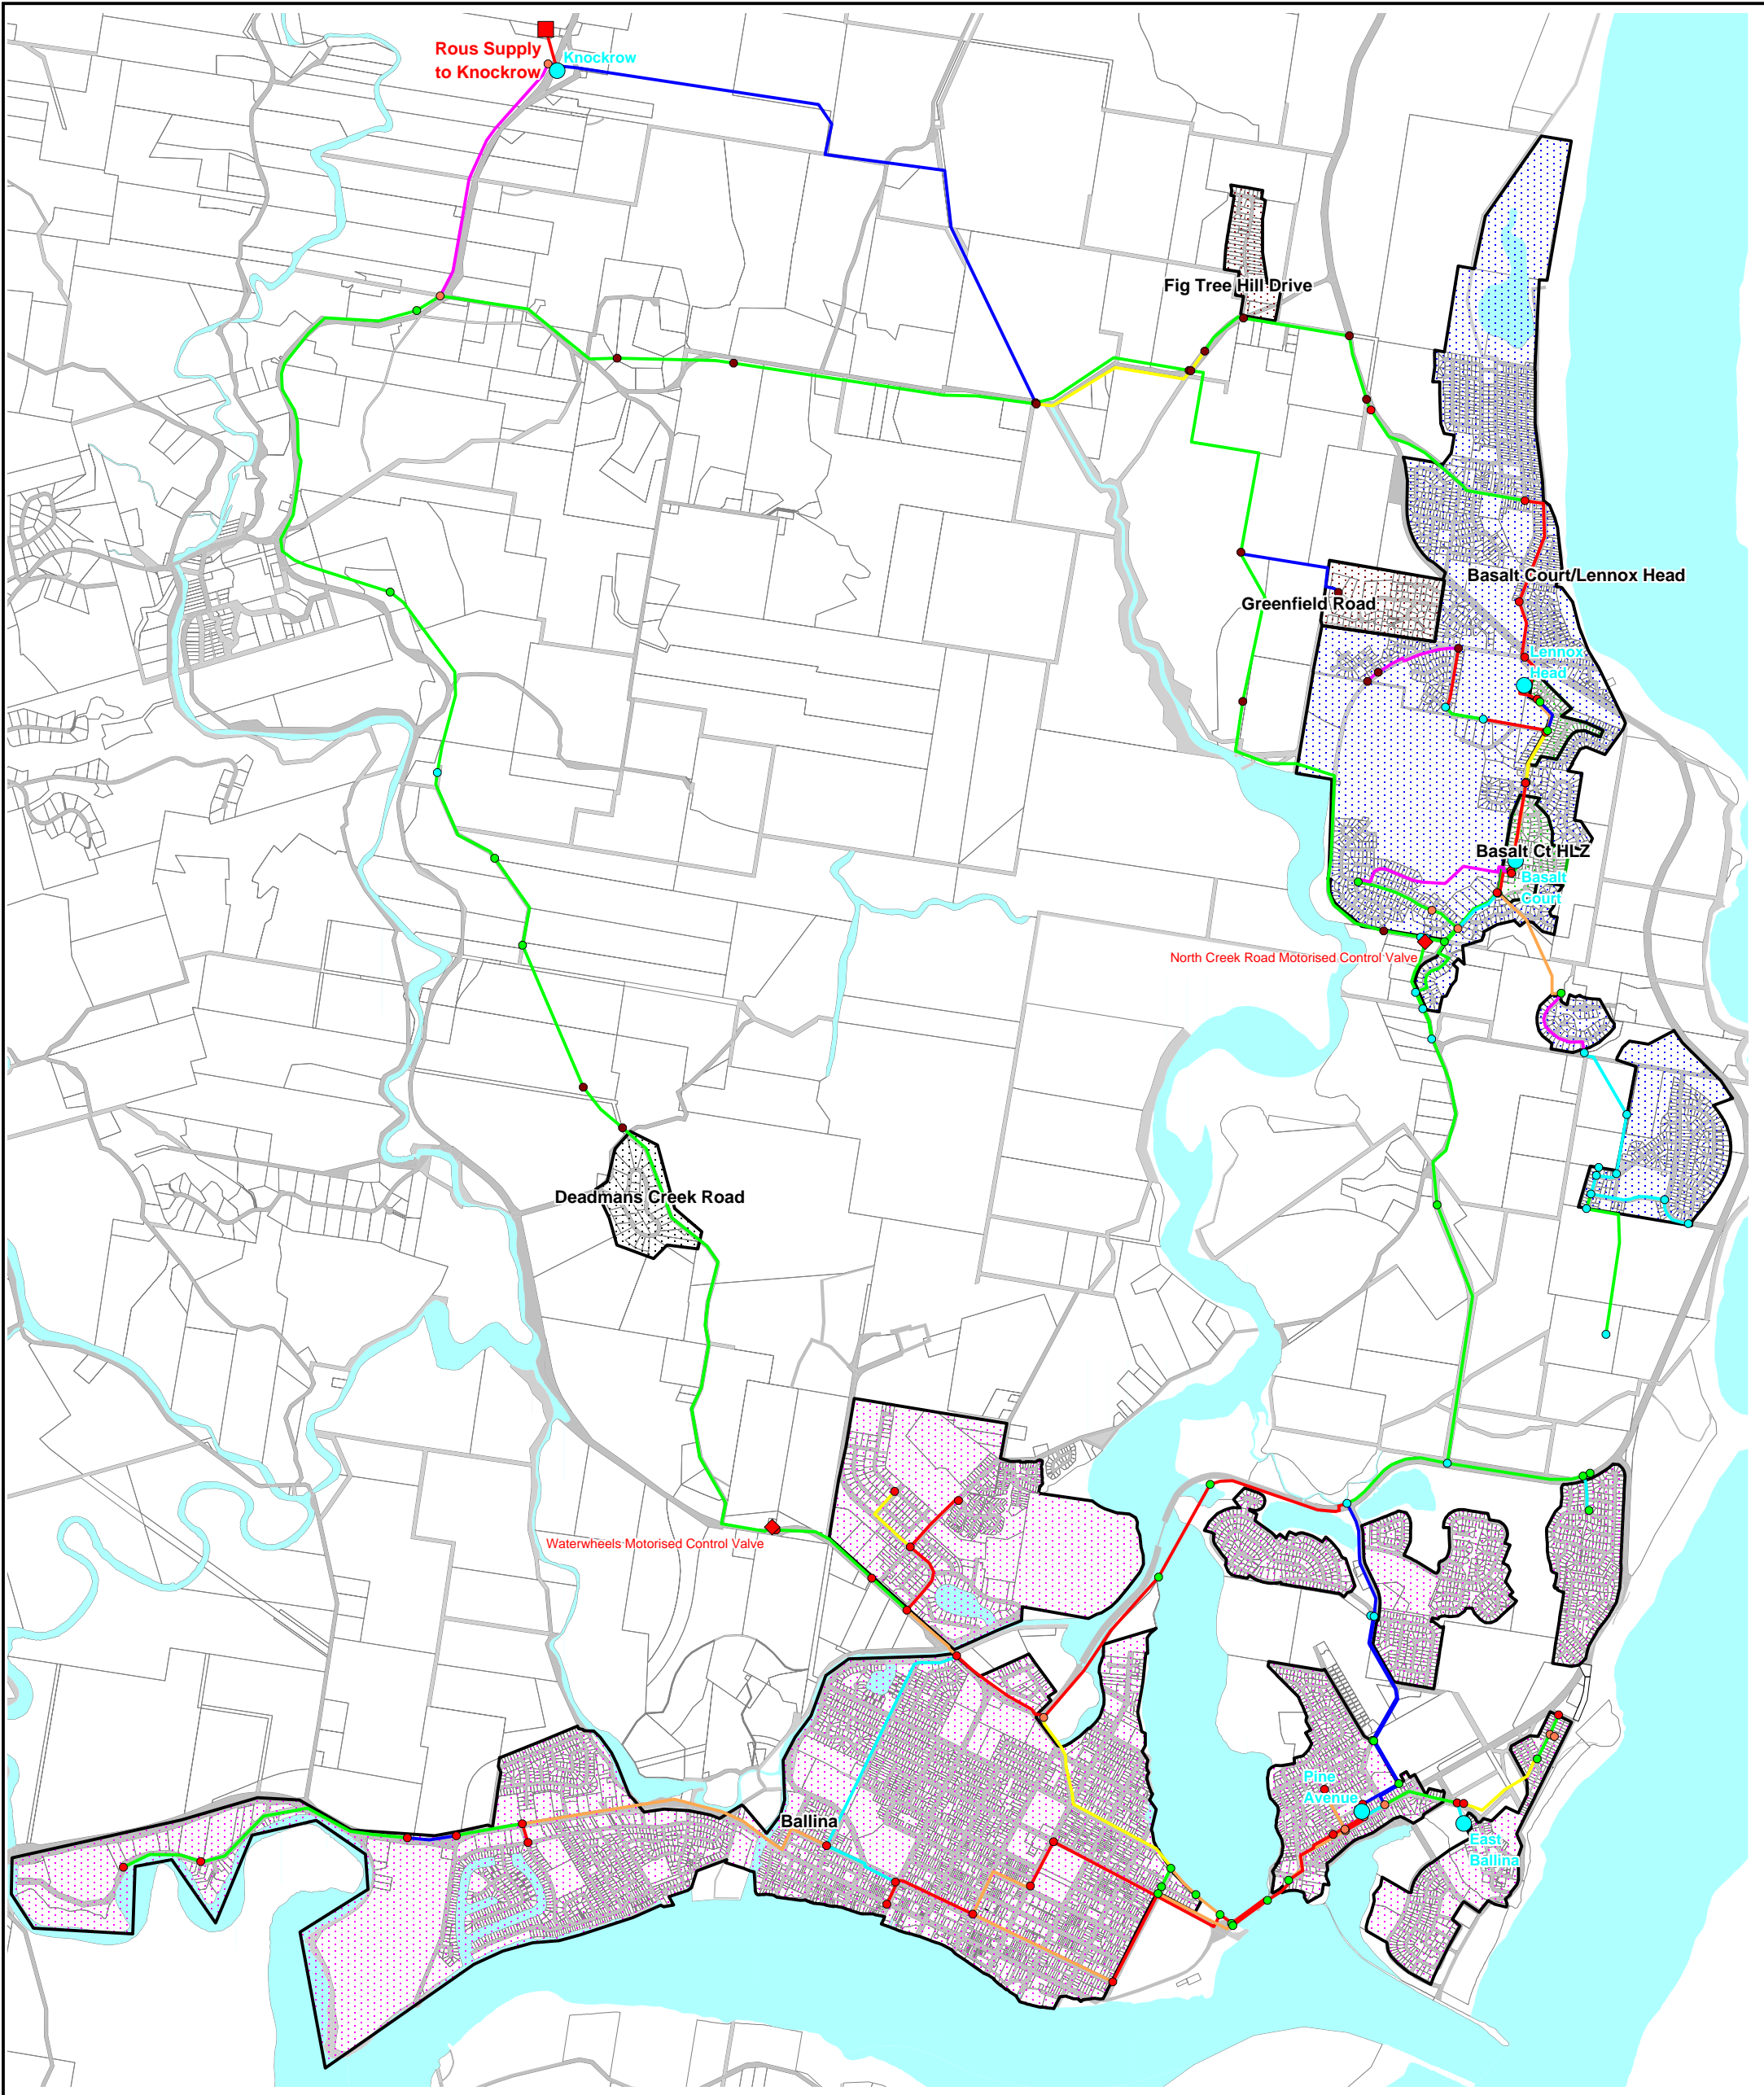 Rous Supply
to Knockrow
Knockrow
Fig Tree Hill Drive
Basalt Court/Lennox Head
Greenfield Road
Lennox
Head
Basalt Ct HLZ
Basalt
Court
North Creek Road Motorised Control Valve
Deadmans Creek Road
Waterwheels Motorised Control Valve
Pine
Avenue
Ballina
East
Ballina